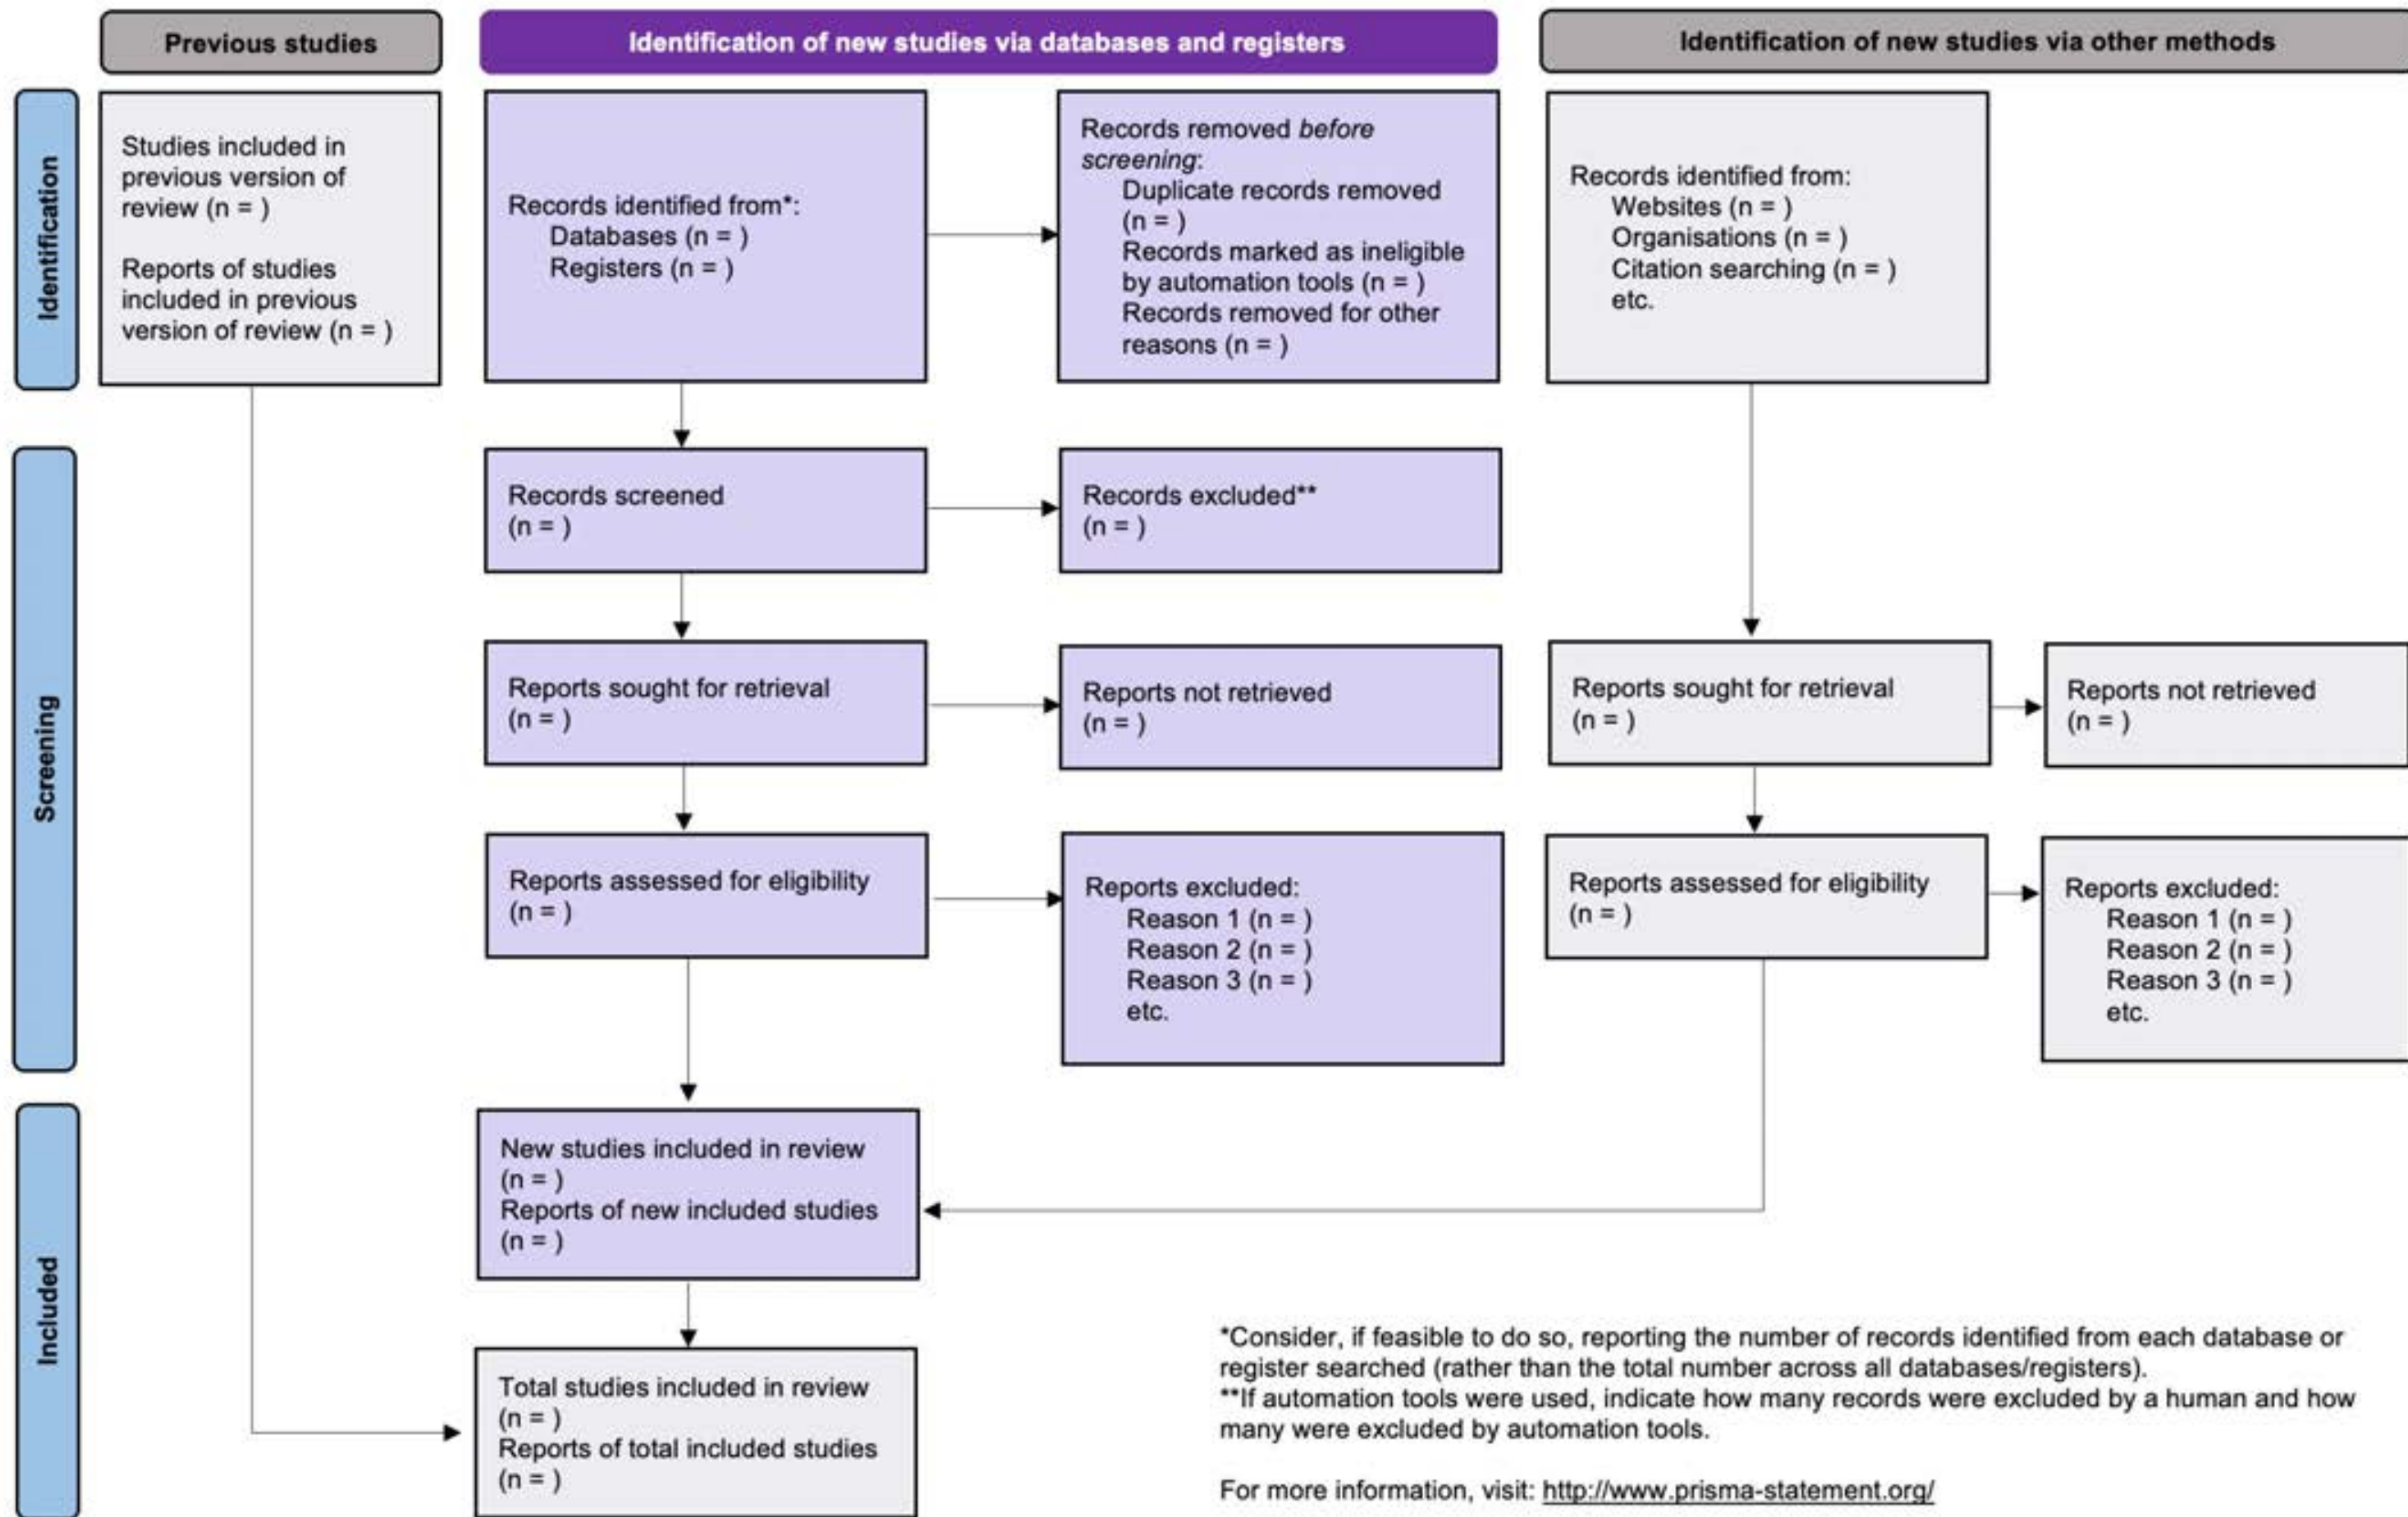 Previous studies
Identification of new studies via databases and registers
Identification of new studies via other methods
Identification
Studies included in
previous version of
review (n = )
Reports of studies
included in previous
version of review (n = )
Records identified from*:
Databases (n = )
Registers (n = )
Records removed before
screening:
Duplicate records removed
(n = )
Records marked as ineligible
by automation tools (n = )
Records removed for other
reasons (n = )
Records identified from:
Websites (n = )
Organisations (n = )
Citation searching (n = )
etc.
Screening
Records screened
(n = )
Records excluded**
(n = )
Reports sought for retrieval
(n = )
Reports not retrieved
(n = )
Reports sought for retrieval
(n = )
Reports not retrieved
(n = )
Reports assessed for eligibility
(n = )
Reports excluded:
Reason 1 (n = )
Reason 2 (n = )
Reason 3 (n = )
etc.
Reports assessed for eligibility
(n = )
Reports excluded:
Reason 1 (n = )
Reason 2 (n = )
Reason 3 (n = )
etc.
Included
New studies included in review
(n = )
Reports of new included studies
(n = )
Total studies included in review
(n = )
Reports of total included studies
(n = )
*Consider, if feasible to do so, reporting the number of records identified from each database or
register searched (rather than the total number across all databases/registers).
**If automation tools were used, indicate how many records were excluded by a human and how
many were excluded by automation tools.
For more information, visit: http://www.prisma-statement.org/